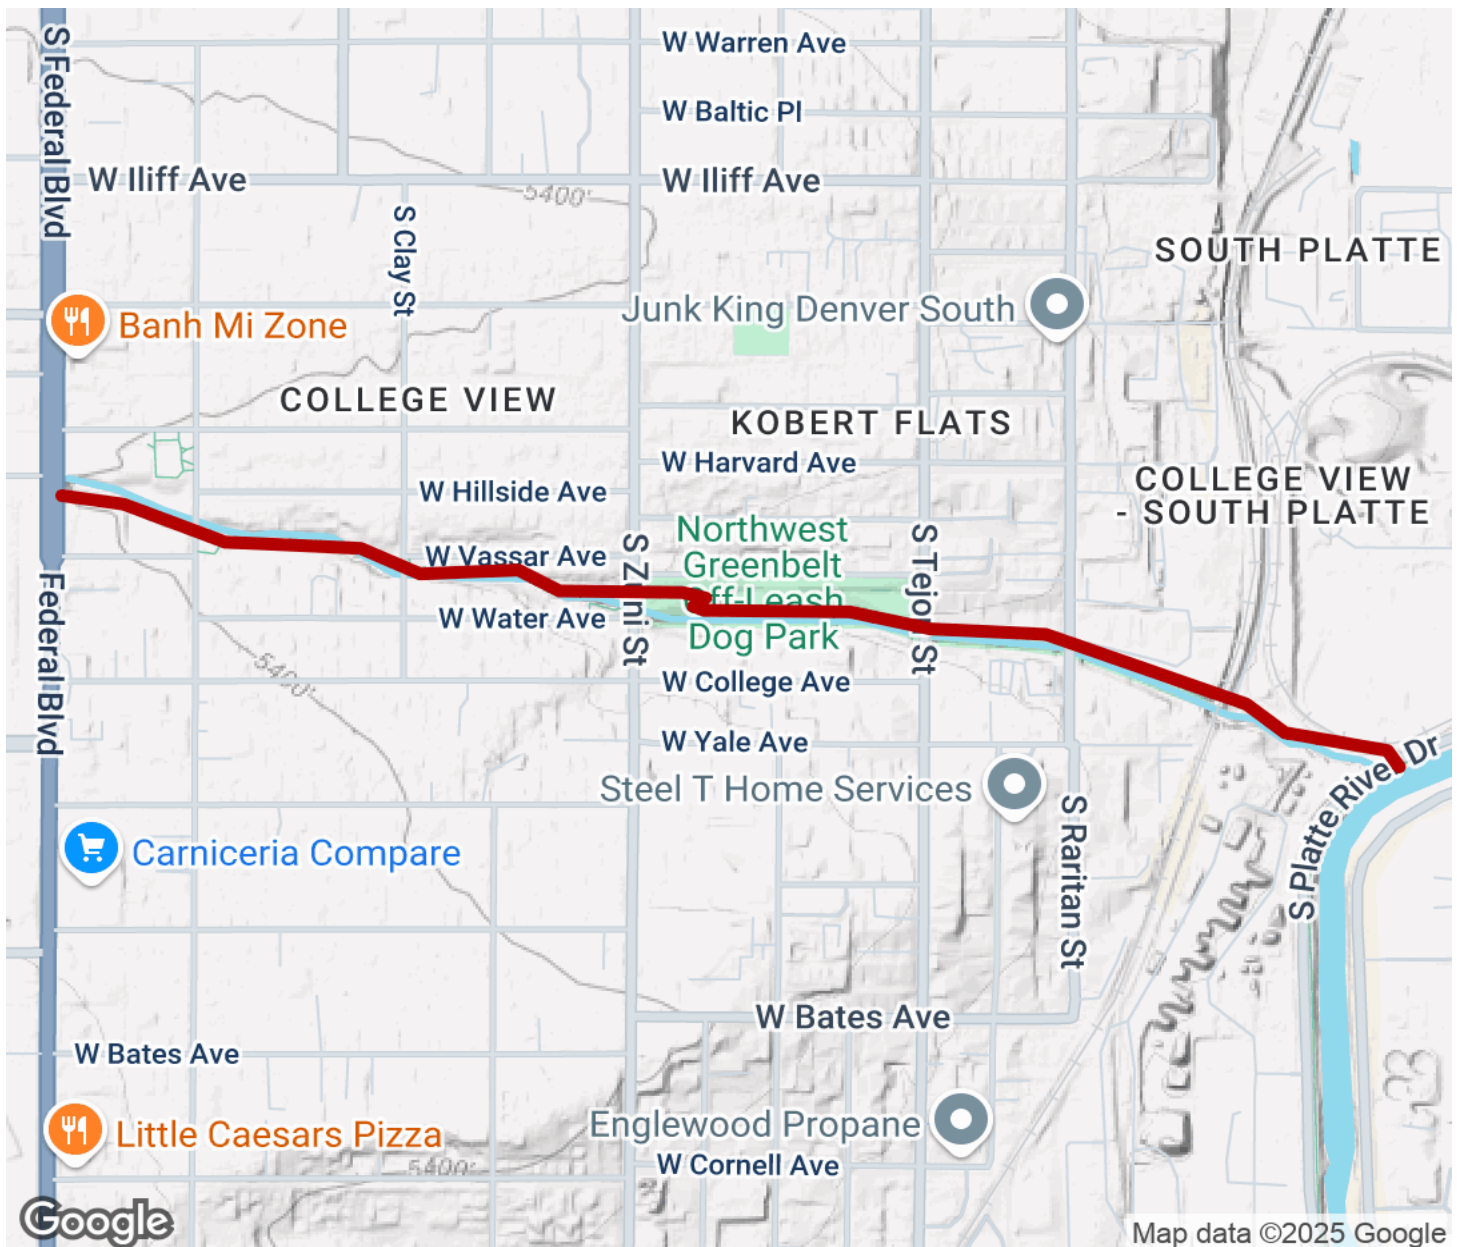 W Warren Ave
S Federal Blvd
W Baltic Pl
W Iliff Ave
W Iliff Ave
5400'
S Clay St
SOUTH PLATTE
Junk King Denver South
Banh Mi Zone
COLLEGE VIEW
KOBERT FLATS
W Harvard Ave
COLLEGE VIEW
- SOUTH PLATTE
W Hillside Ave
Northwest
Greenbelt
Off-Leash
Dog Park
S Tejon St
W Vassar Ave
S Zuni St
W Water Ave
Federal Blvd
5400'
W College Ave
W Yale Ave
S Platte River Dr
Steel T Home Services
S Raritan St
Carniceria Compare
W Bates Ave
W Bates Ave
Englewood Propane
Little Caesars Pizza
5400'
W Cornell Ave
Google
Map data ©2025 Google